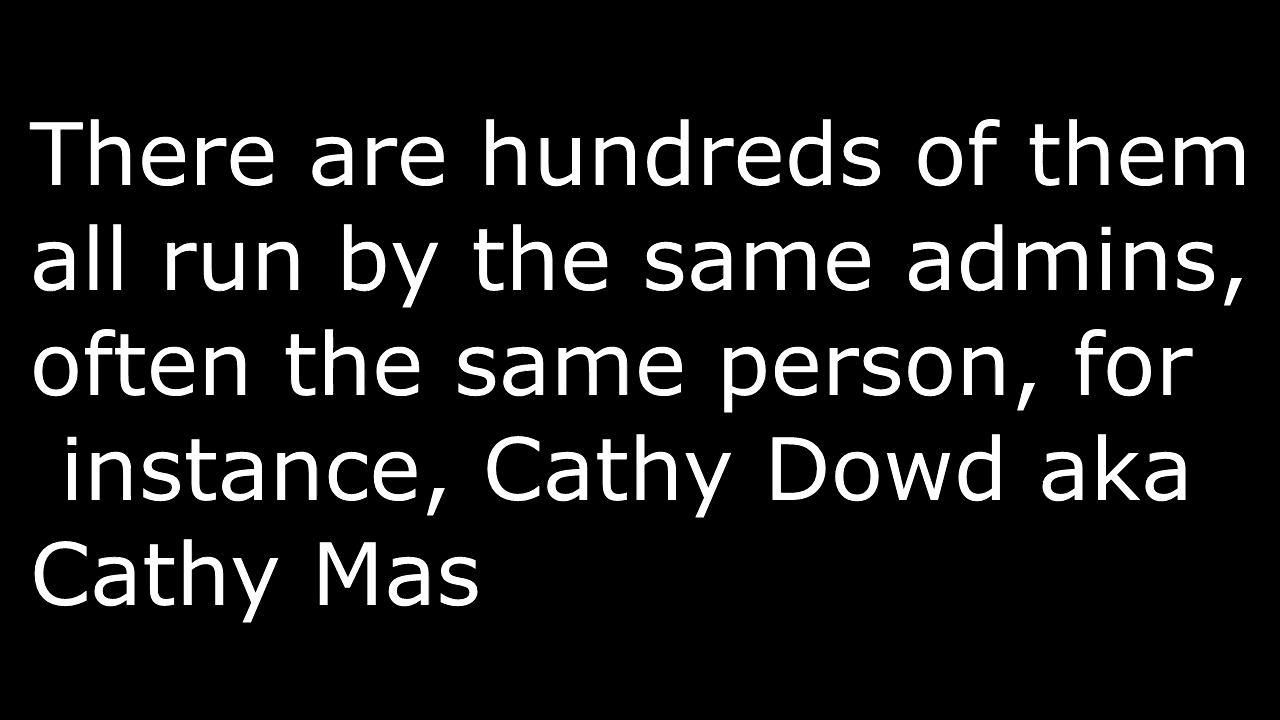 There are hundreds of them
all run by the same admins,
often the same person, for
instance, Cathy Dowd aka
Cathy Mas